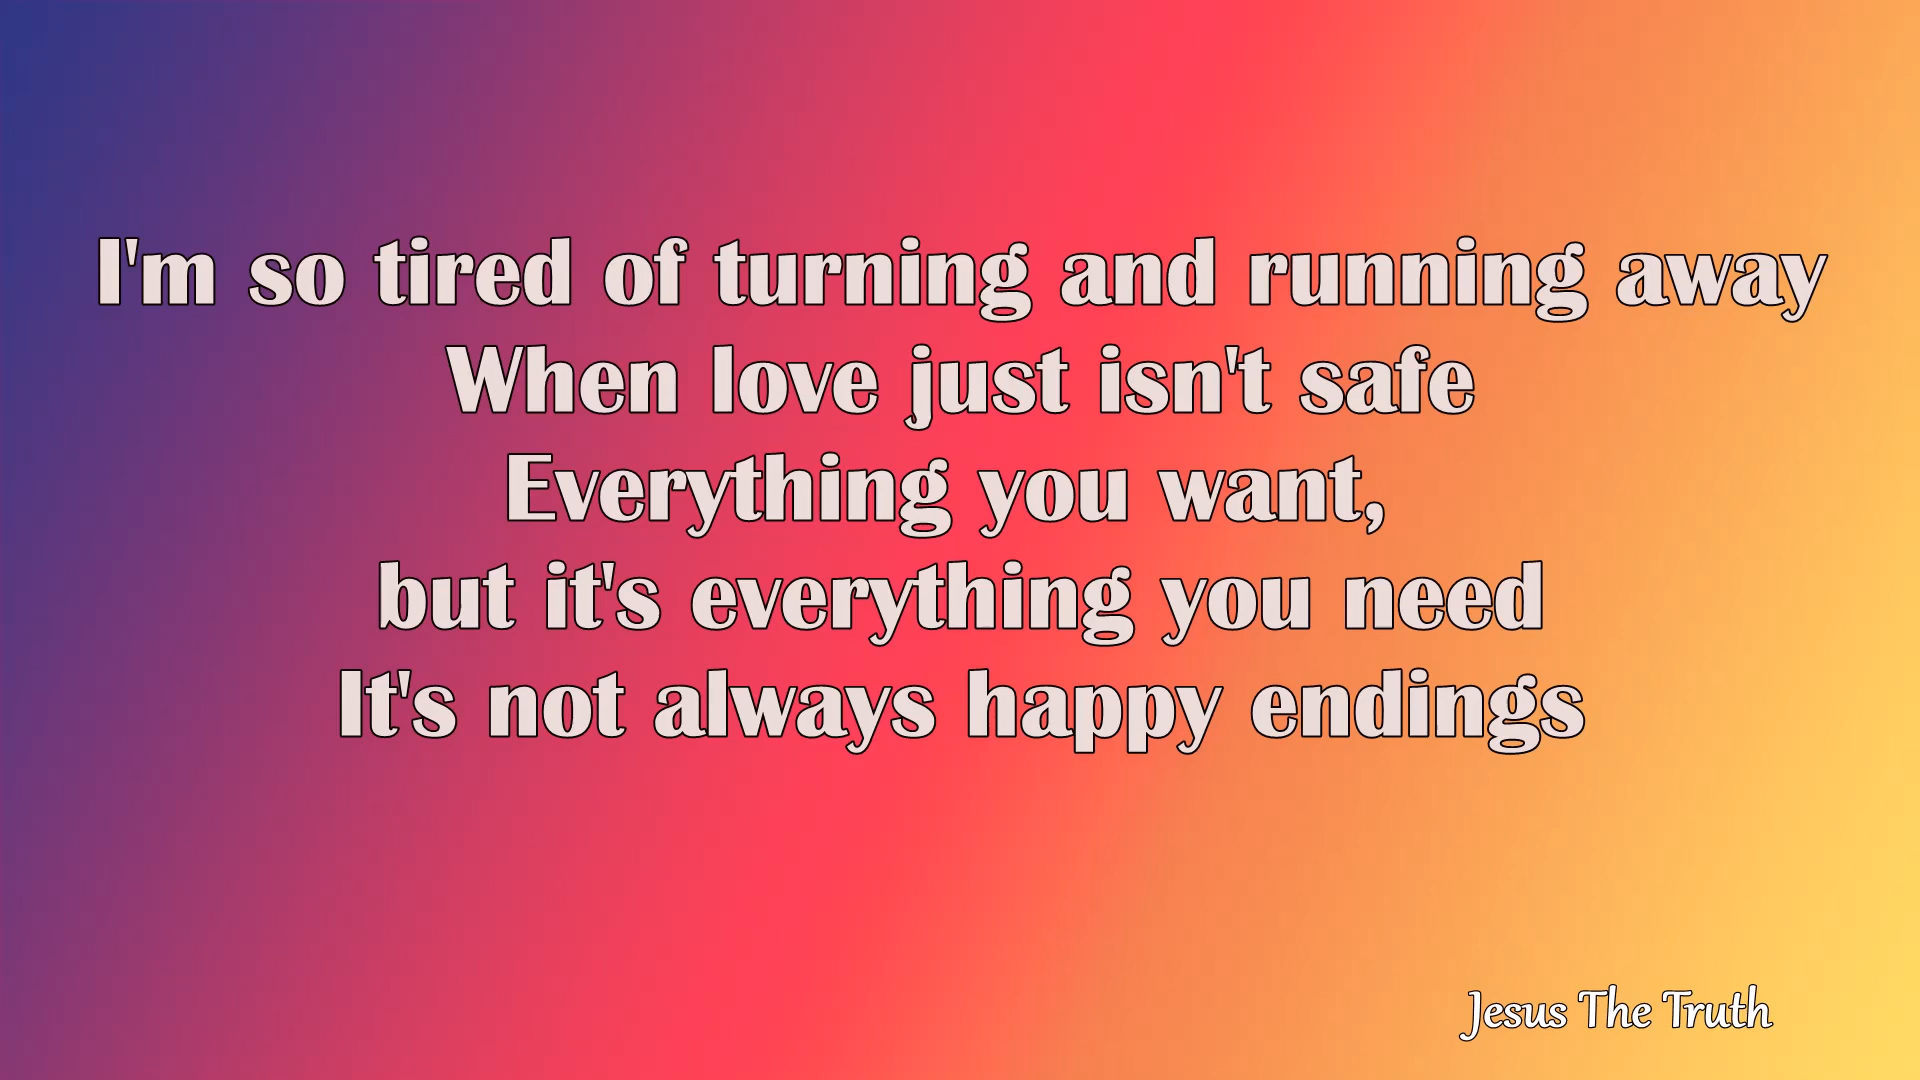 I'm so tired of turning and running away
When love just isn't safe
Everything you want,
but it's everything you need
It's not always happy endings
Jesus The Truth